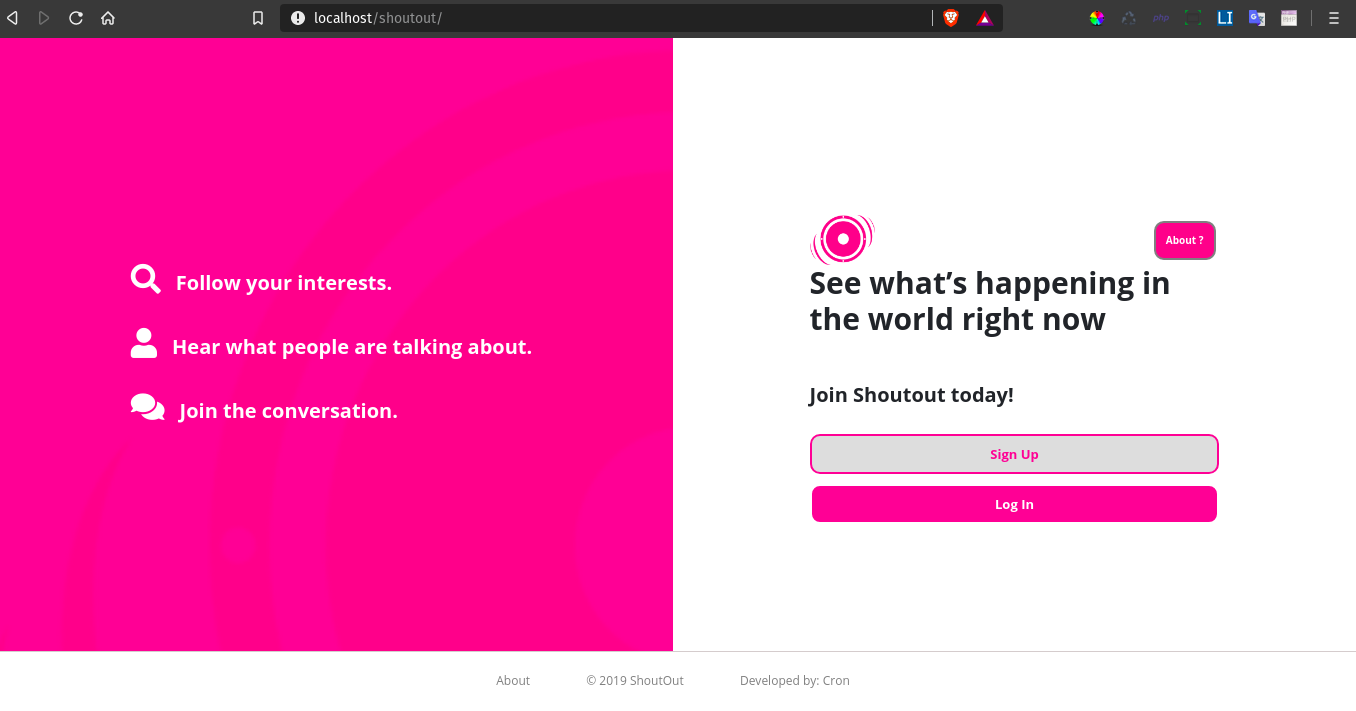 localhost/shoutout/
php
LI
G
PHP
Follow your interests.
Hear what people are talking about.
Join the conversation.
About ?
See what’s happening in
the world right now
Join Shoutout today!
Sign Up
Log In
About
© 2019 ShoutOut
Developed by: Cron